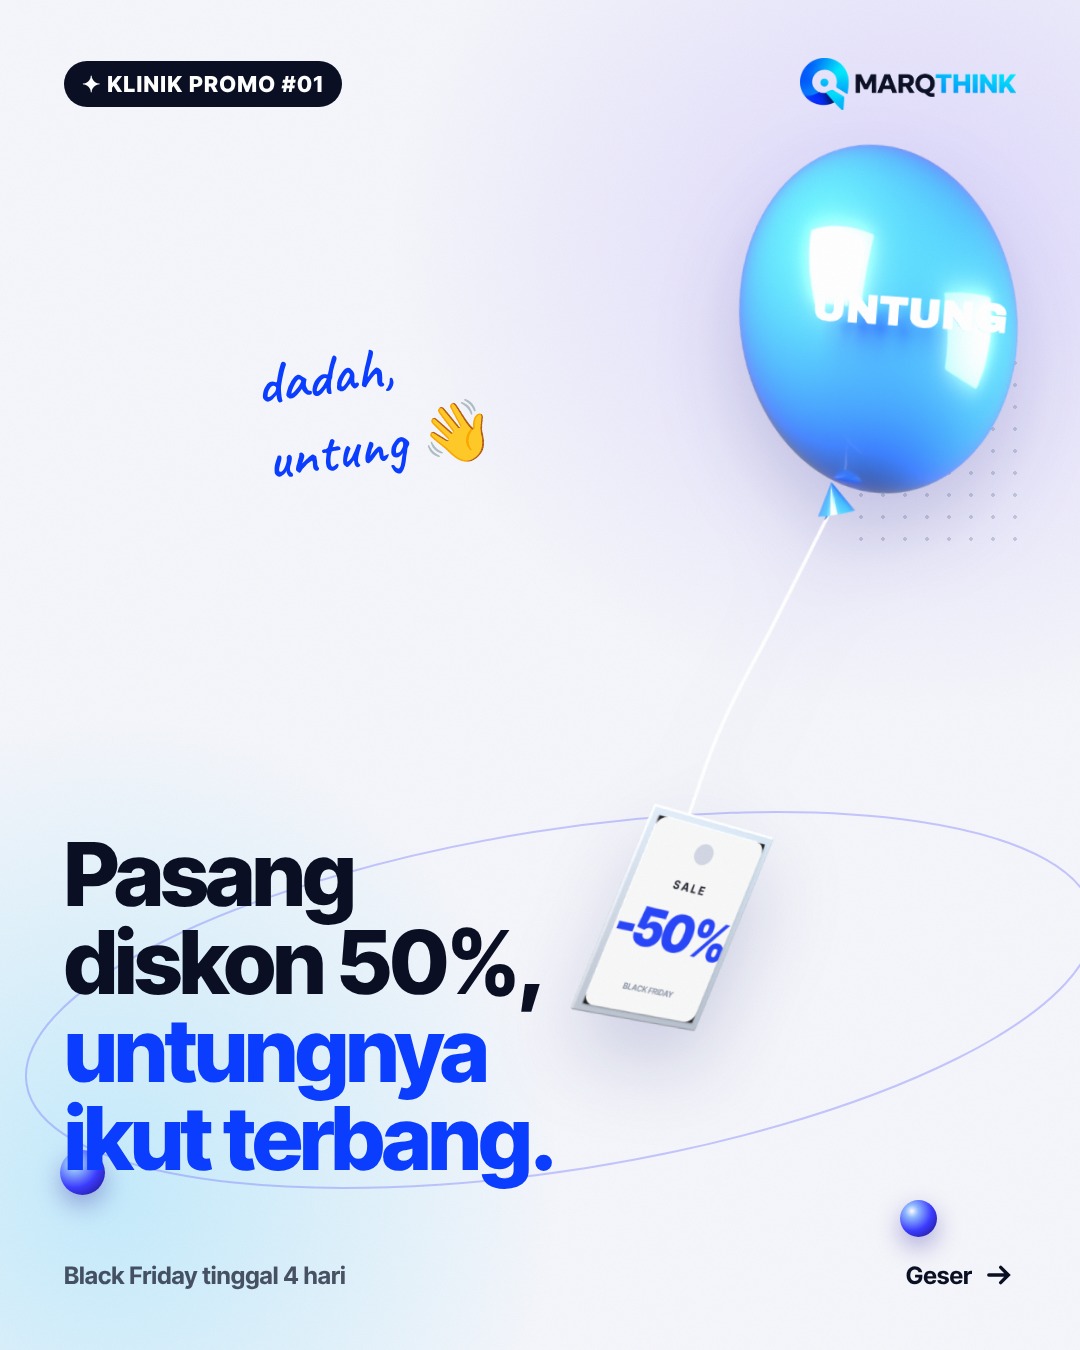 ✦ KLINIK PROMO #01
MARQTHINK
UNTUNG
dadah,
untung 👋
SALE
-50%
BLACK FRIDAY
Pasang
diskon 50%,
untungnya
ikut terbang.
Black Friday tinggal 4 hari
Geser →